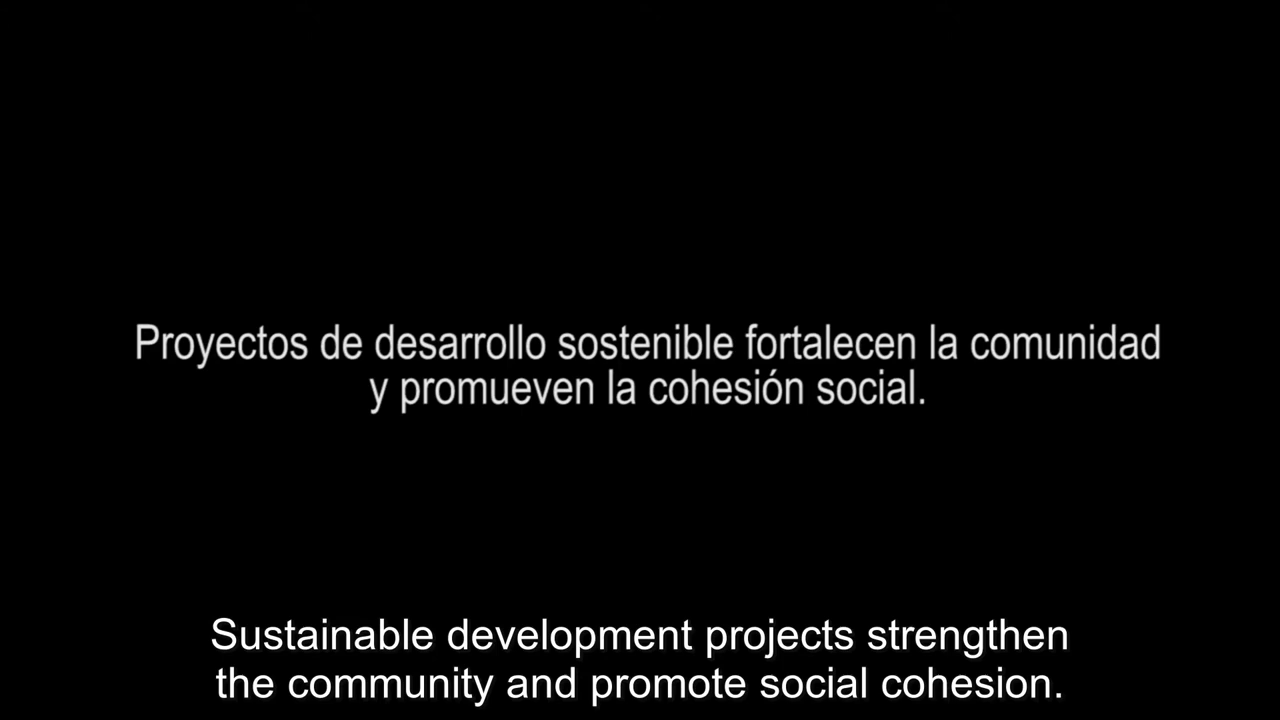 Proyectos de desarrollo sostenible fortalecen la comunidad
y promueven la cohesión social.
Sustainable development projects strengthen
the community and promote social cohesion.